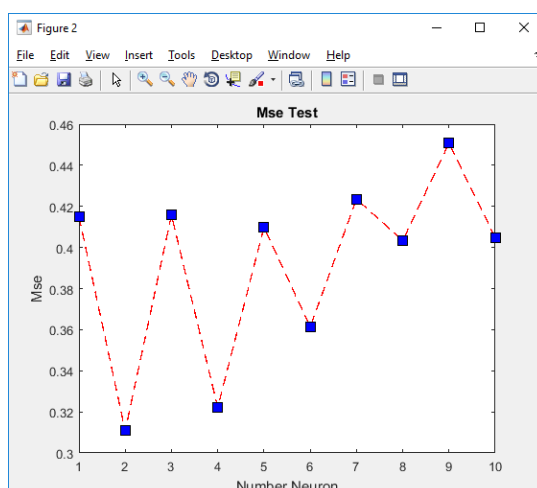 Figure 2
File Edit View Insert Tools Desktop Window Help
Mse Test
0.46
0.44
0.42
0.4
0.38
0.36
0.34
0.32
0.3
Mse
1 2 3 4 5 6 7 8 9 10
Number Neuron